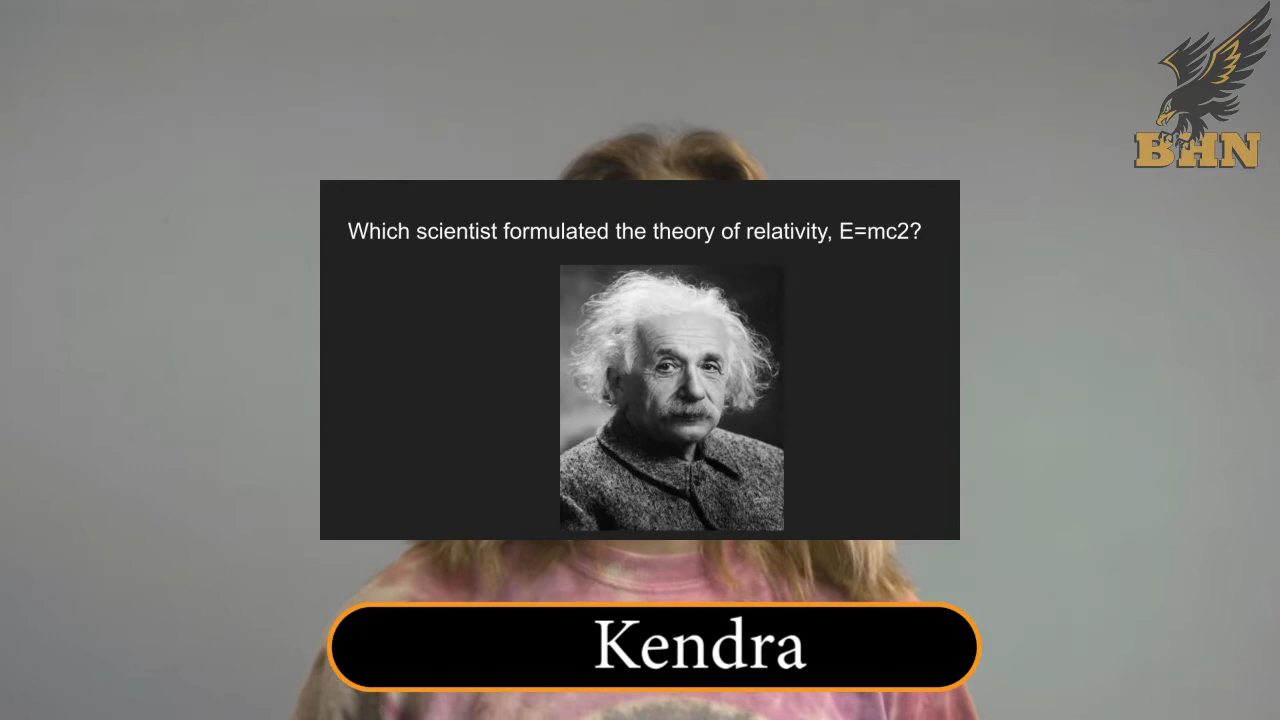 BHN
Which scientist formulated the theory of relativity, E=mc2?
Kendra